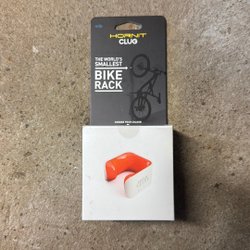 HORNIT
CLUG
THE WORLD'S
SMALLEST
BIKE
RACK